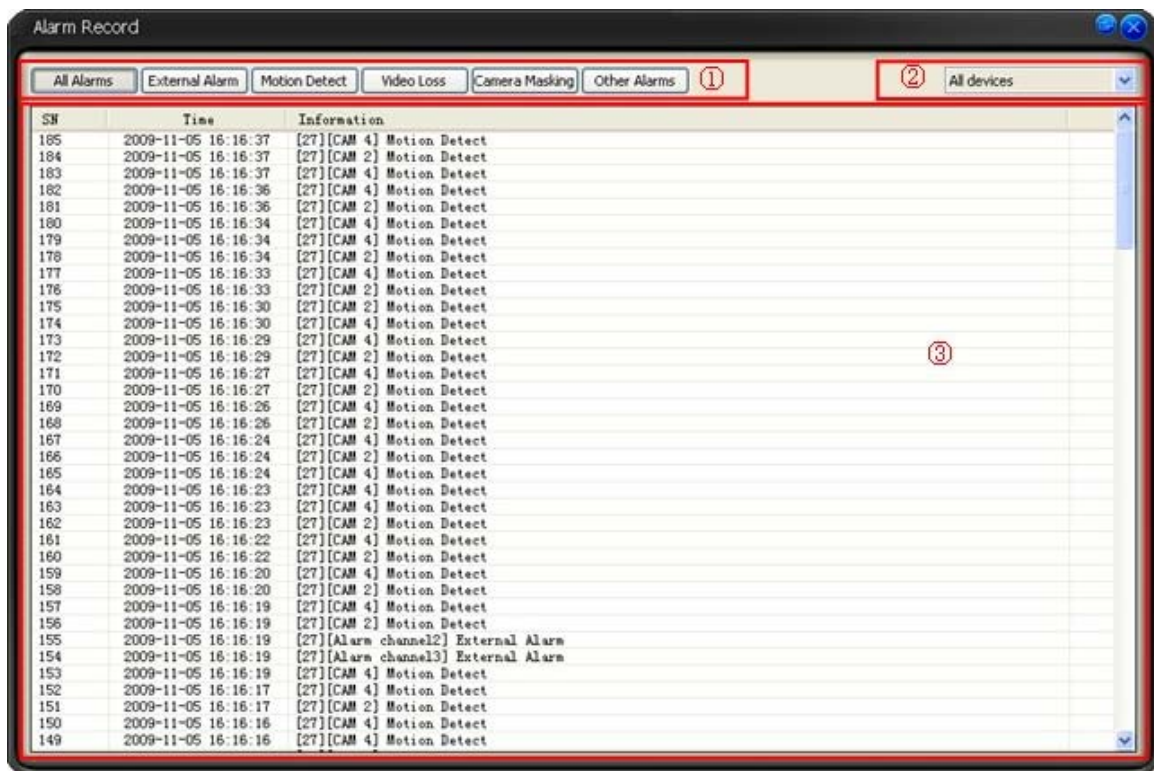 Alarm Record
All Alarms External Alarm Motion Detect Video Loss Camera Masking Other Alarms ① ② All devices
SN Time Information
185 2009-11-05 16:16:37 [27][CAM 4] Motion Detect
184 2009-11-05 16:16:37 [27][CAM 2] Motion Detect
183 2009-11-05 16:16:37 [27][CAM 4] Motion Detect
182 2009-11-05 16:16:36 [27][CAM 4] Motion Detect
181 2009-11-05 16:16:36 [27][CAM 2] Motion Detect
180 2009-11-05 16:16:34 [27][CAM 4] Motion Detect
179 2009-11-05 16:16:34 [27][CAM 4] Motion Detect
178 2009-11-05 16:16:34 [27][CAM 2] Motion Detect
177 2009-11-05 16:16:33 [27][CAM 4] Motion Detect
176 2009-11-05 16:16:33 [27][CAM 2] Motion Detect
175 2009-11-05 16:16:30 [27][CAM 2] Motion Detect
174 2009-11-05 16:16:30 [27][CAM 4] Motion Detect
173 2009-11-05 16:16:29 [27][CAM 4] Motion Detect
172 2009-11-05 16:16:29 [27][CAM 2] Motion Detect ③
171 2009-11-05 16:16:27 [27][CAM 4] Motion Detect
170 2009-11-05 16:16:27 [27][CAM 2] Motion Detect
169 2009-11-05 16:16:26 [27][CAM 4] Motion Detect
168 2009-11-05 16:16:26 [27][CAM 2] Motion Detect
167 2009-11-05 16:16:24 [27][CAM 4] Motion Detect
166 2009-11-05 16:16:24 [27][CAM 2] Motion Detect
165 2009-11-05 16:16:24 [27][CAM 4] Motion Detect
164 2009-11-05 16:16:23 [27][CAM 4] Motion Detect
163 2009-11-05 16:16:23 [27][CAM 4] Motion Detect
162 2009-11-05 16:16:23 [27][CAM 2] Motion Detect
161 2009-11-05 16:16:22 [27][CAM 4] Motion Detect
160 2009-11-05 16:16:22 [27][CAM 2] Motion Detect
159 2009-11-05 16:16:20 [27][CAM 4] Motion Detect
158 2009-11-05 16:16:20 [27][CAM 2] Motion Detect
157 2009-11-05 16:16:19 [27][CAM 4] Motion Detect
156 2009-11-05 16:16:19 [27][CAM 2] Motion Detect
155 2009-11-05 16:16:19 [27][Alarm channel2] External Alarm
154 2009-11-05 16:16:19 [27][Alarm channel3] External Alarm
153 2009-11-05 16:16:19 [27][CAM 4] Motion Detect
152 2009-11-05 16:16:17 [27][CAM 4] Motion Detect
151 2009-11-05 16:16:17 [27][CAM 2] Motion Detect
150 2009-11-05 16:16:16 [27][CAM 4] Motion Detect
149 2009-11-05 16:16:16 [27][CAM 4] Motion Detect